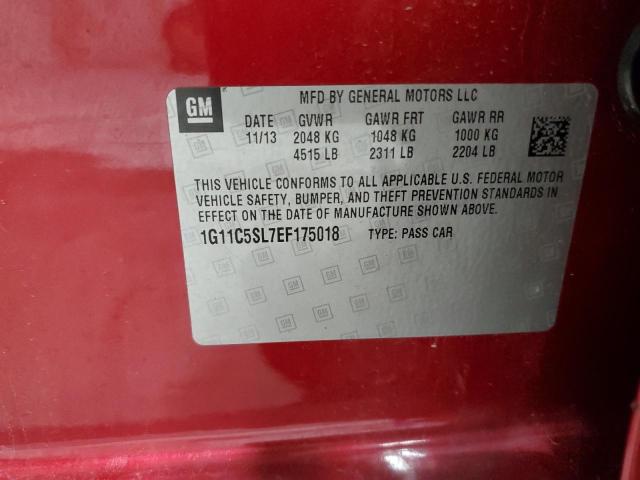 GM
MFD BY GENERAL MOTORS LLC
DATE GVWR GAWR FRT GAWR RR
11/13 2048 KG 1048 KG 1000 KG
4515 LB 2311 LB 2204 LB
THIS VEHICLE CONFORMS TO ALL APPLICABLE U.S. FEDERAL MOTOR
VEHICLE SAFETY, BUMPER, AND THEFT PREVENTION STANDARDS IN
EFFECT ON THE DATE OF MANUFACTURE SHOWN ABOVE.
1G11C5SL7EF175018 TYPE: PASS CAR